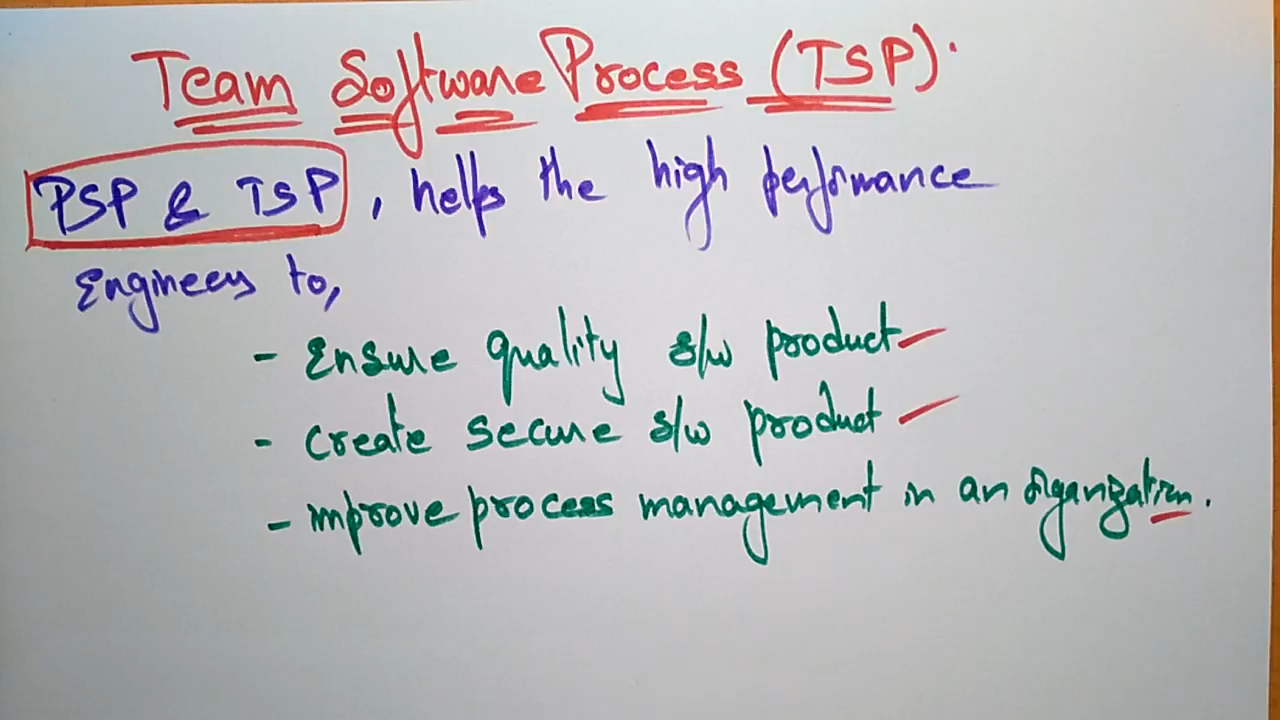 Team Software Process (TSP).
PSP & TSP, helps the high performance
Engineers to,
- Ensure quality s/w product
- create secure s/w product
- improve process management in an organization.